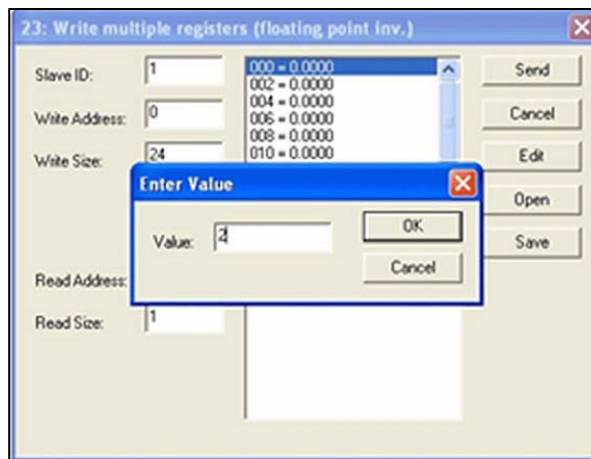 23: Write multiple registers (floating point inv.)
Slave ID: 1
Write Address: 0
Write Size: 24
000 = 0.0000
002 = 0.0000
004 = 0.0000
006 = 0.0000
008 = 0.0000
010 = 0.0000
Send
Cancel
Edit
Open
Save
Enter Value
Value: 2
OK
Cancel
Read Address:
Read Size: 1